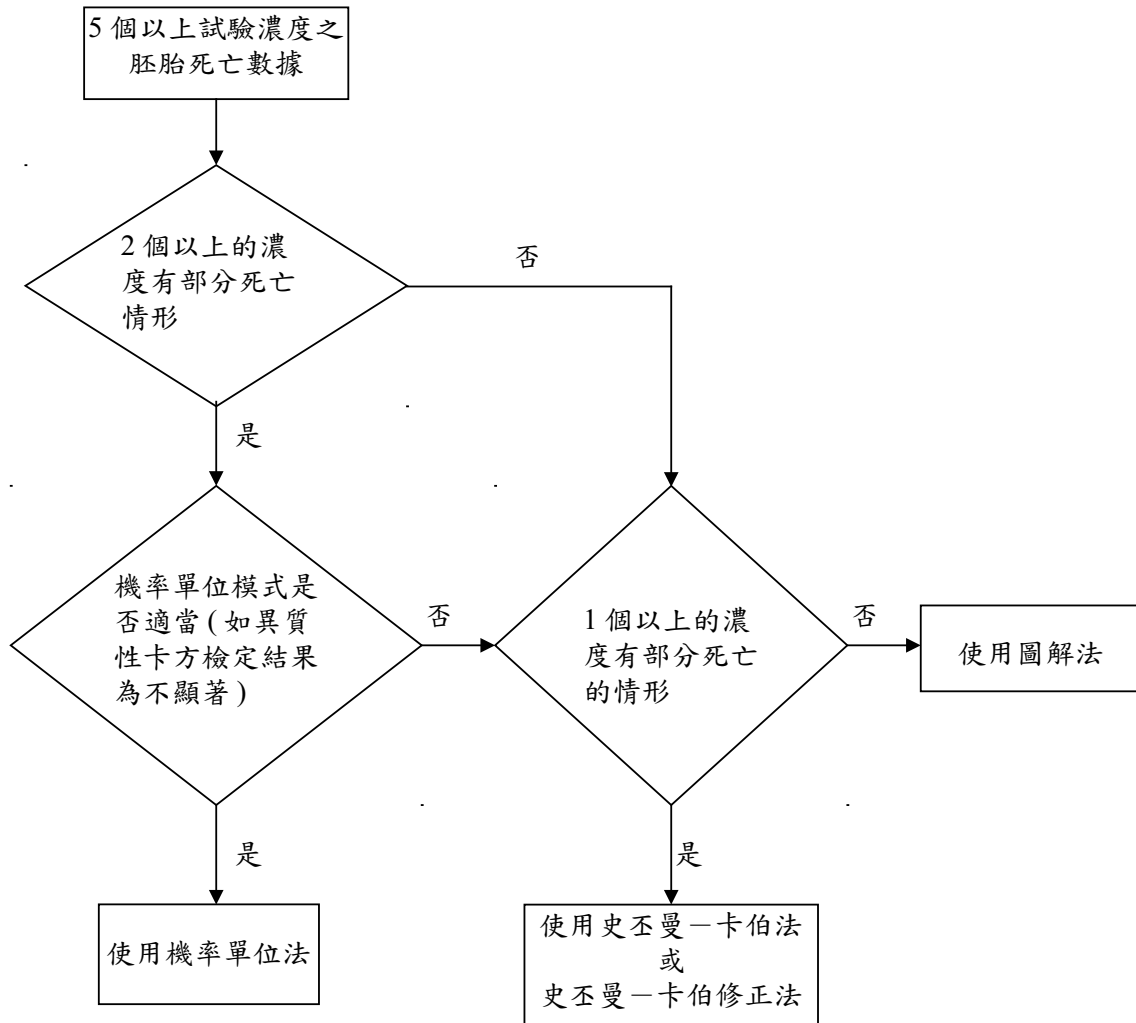 5 個以上試驗濃度之
胚胎死亡數據
2 個以上的濃
度有部分死亡
情形
否
是
機率單位模式是
否適當(如異質
性卡方檢定結果
為不顯著)
否
1 個以上的濃
度有部分死亡
的情形
否
使用圖解法
是
是
使用機率單位法
使用史丕曼－卡伯法
或
史丕曼－卡伯修正法